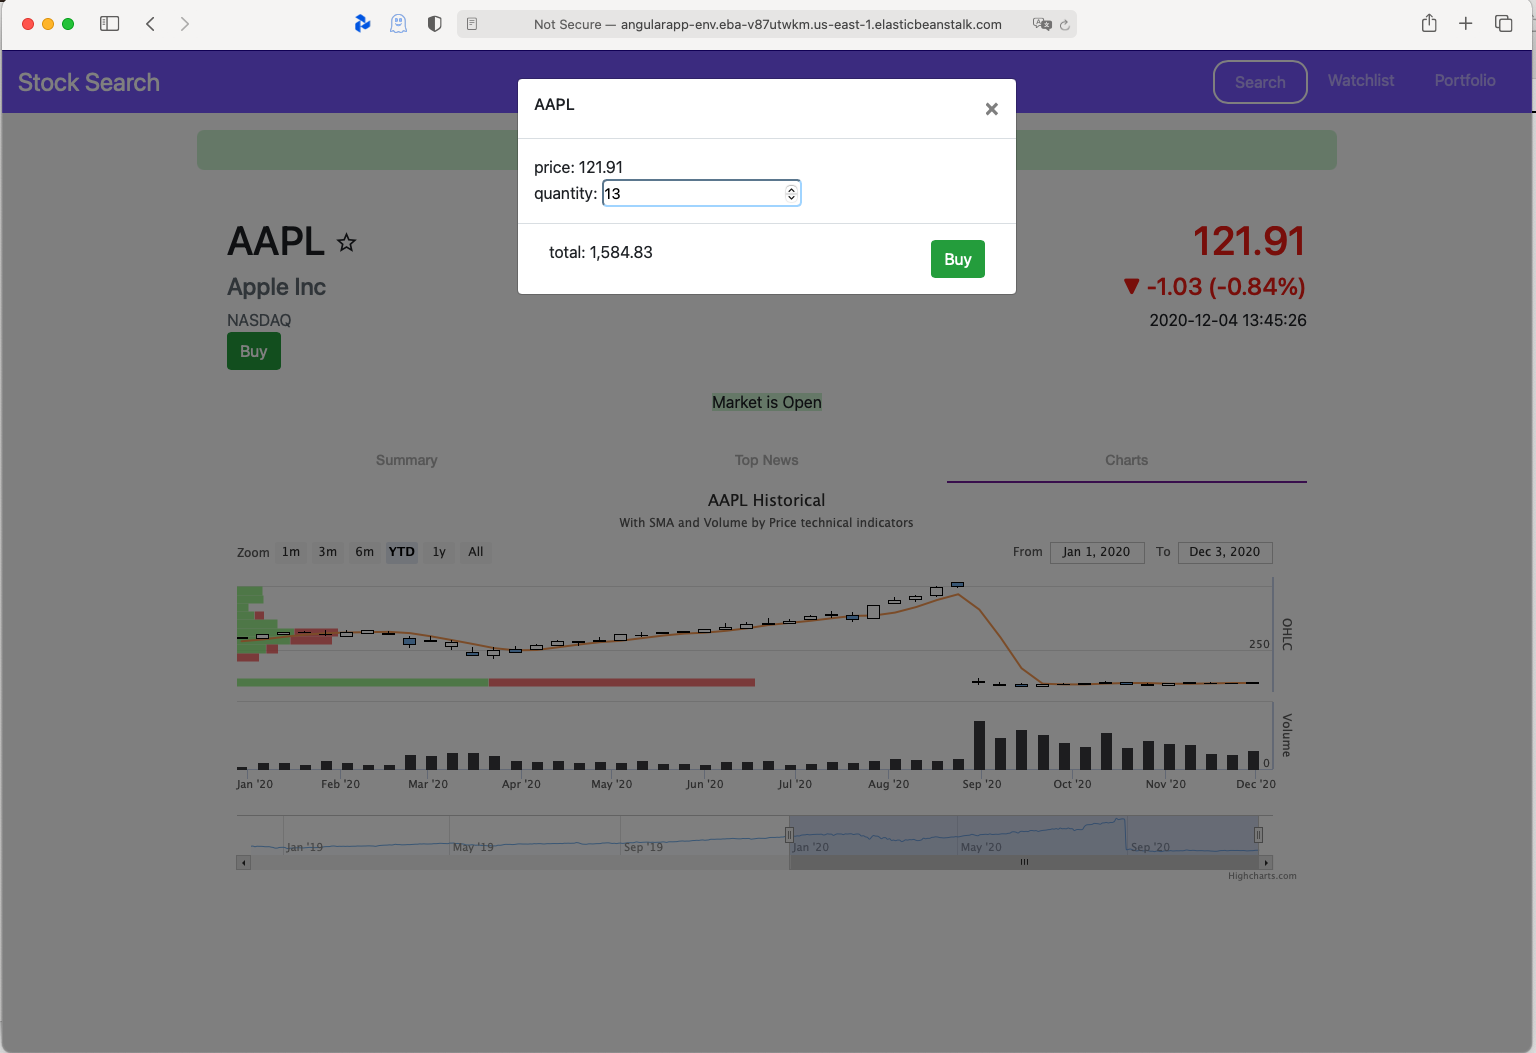 Not Secure — angularapp-env.eba-v87utwkm.us-east-1.elasticbeanstalk.com
Stock Search
Search
Watchlist
Portfolio
AAPL
×
price: 121.91
quantity: 13
total: 1,584.83
Buy
AAPL
121.91
Apple Inc
▼ -1.03 (-0.84%)
NASDAQ
2020-12-04 13:45:26
Buy
Market is Open
Summary
Top News
Charts
AAPL Historical
With SMA and Volume by Price technical indicators
Zoom 1m 3m 6m YTD 1y All
From Jan 1, 2020 To Dec 3, 2020
OHLC
250
Volume
0
Jan '20 Feb '20 Mar '20 Apr '20 May '20 Jun '20 Jul '20 Aug '20 Sep '20 Oct '20 Nov '20 Dec '20
Jan '19 May '19 Sep '19 Jan '20 May '20 Sep '20
Highcharts.com